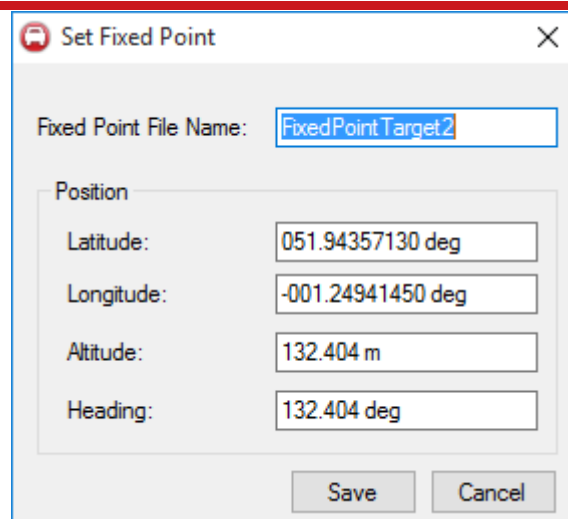 Set Fixed Point
Fixed Point File Name: FixedPointTarget2
Position
Latitude: 051.94357130 deg
Longitude: -001.24941450 deg
Altitude: 132.404 m
Heading: 132.404 deg
Save Cancel